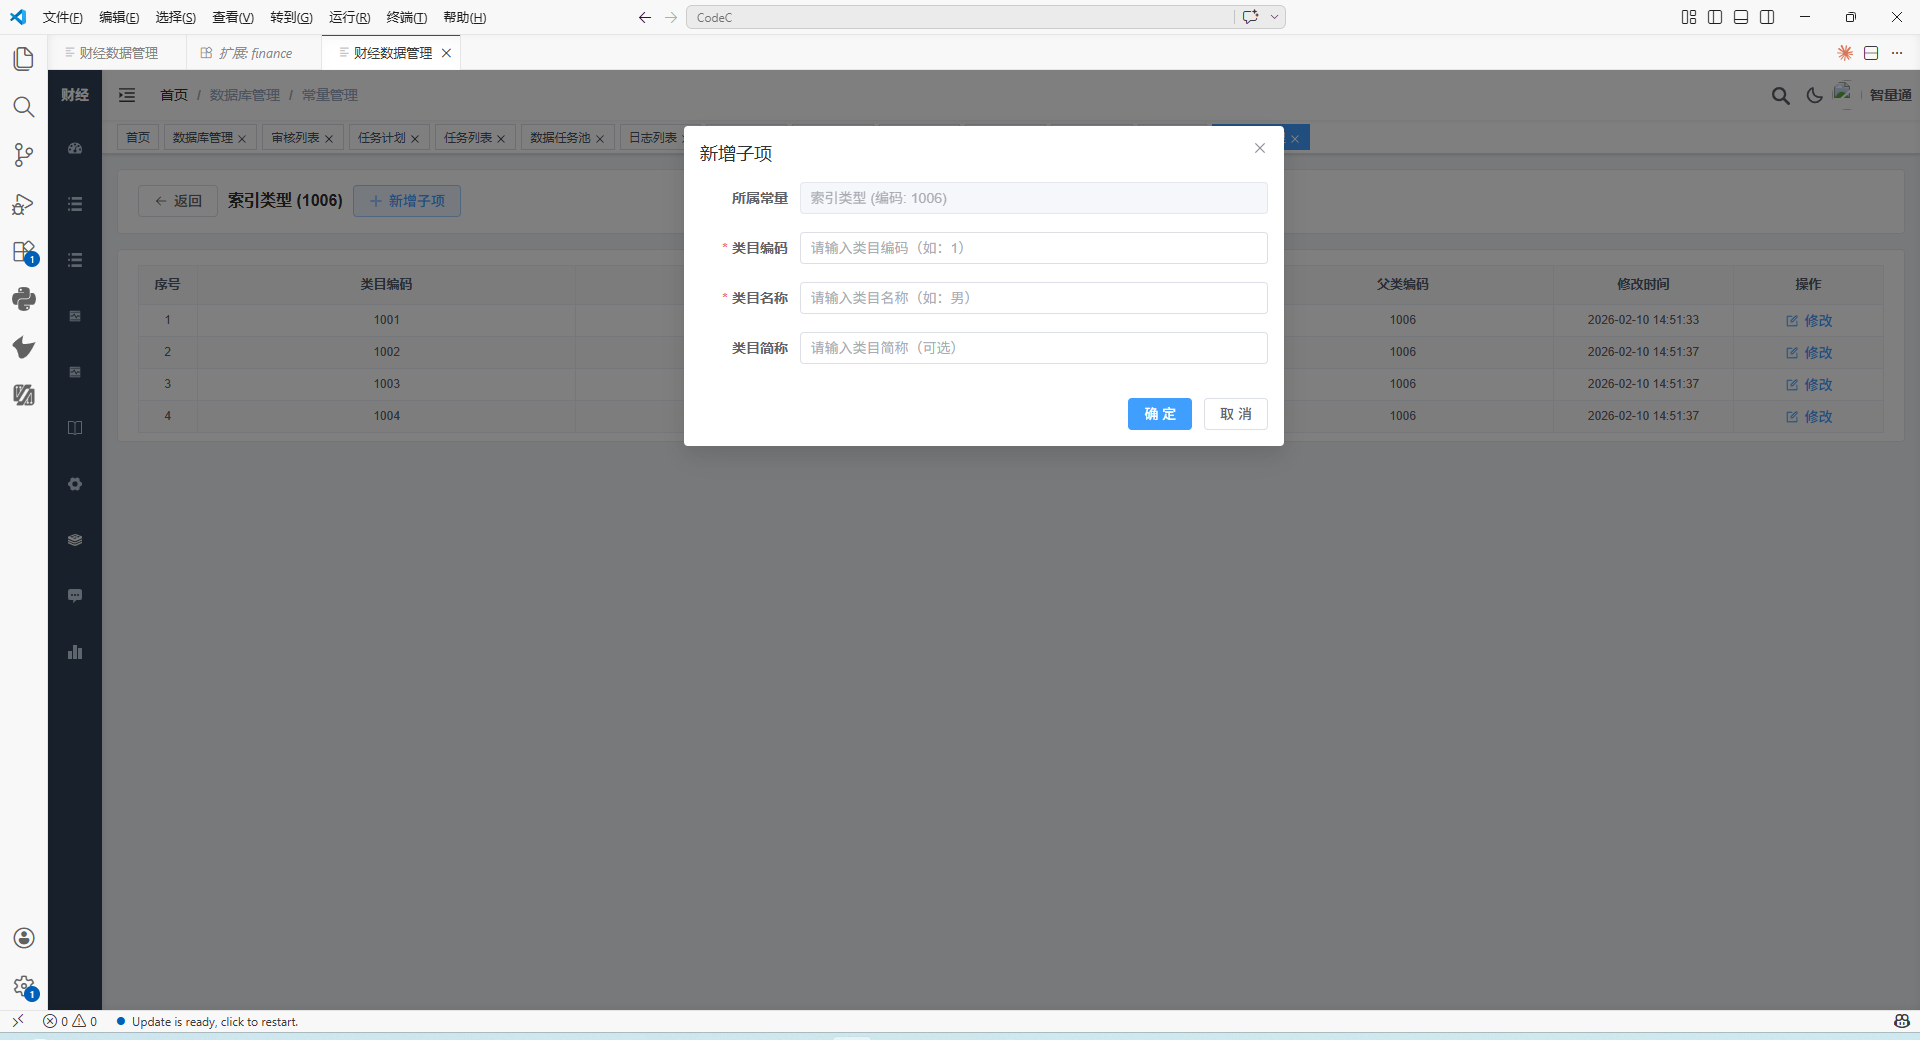 文件(F) 编辑(E) 选择(S) 查看(V) 转到(G) 运行(R) 终端(T) 帮助(H) CodeC
财经数据管理 扩展: finance 财经数据管理
财经 首页 / 数据库管理 / 常量管理 智量通
首页 数据库管理 审核列表 任务计划 任务列表 数据任务池 日志列表
返回 索引类型 (1006) 新增子项
序号 类目编码 父类编码 修改时间 操作
1 1001 1006 2026-02-10 14:51:33 修改
2 1002 1006 2026-02-10 14:51:37 修改
3 1003 1006 2026-02-10 14:51:37 修改
4 1004 1006 2026-02-10 14:51:37 修改
新增子项
所属常量 索引类型 (编码: 1006)
* 类目编码 请输入类目编码（如：1）
* 类目名称 请输入类目名称（如：男）
类目简称 请输入类目简称（可选）
确 定 取 消
1
1
0 0 Update is ready, click to restart.